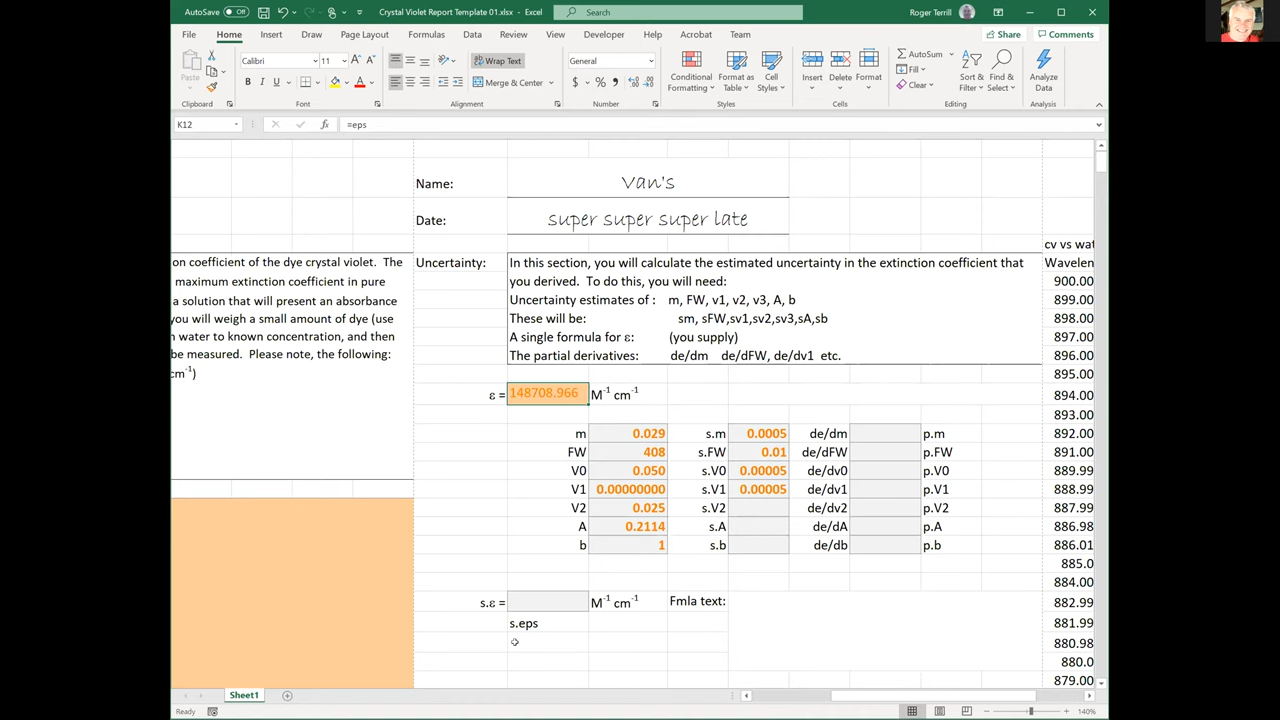 AutoSave Off Crystal Violet Report Template 01.xlsx - Excel Search Roger Terrill
File Home Insert Draw Page Layout Formulas Data Review View Developer Help Acrobat Team Share Comments
Paste Calibri 11 A A Wrap Text General Conditional Format as Cell Insert Delete Format AutoSum Sort & Find & Analyze
B I U Merge & Center $ % Formatting Table Styles Fill Clear Filter Select Data
Clipboard Font Alignment Number Styles Cells Editing Analysis
K12 fx =eps
Name: Van's
Date: super super super late
cv vs wat
on coefficient of the dye crystal violet. The Uncertainty: In this section, you will calculate the estimated uncertainty in the extinction coefficient that Wavelen
maximum extinction coefficient in pure you derived. To do this, you will need: 900.00
a solution that will present an absorbance Uncertainty estimates of : m, FW, v1, v2, v3, A, b 899.00
you will weigh a small amount of dye (use These will be: sm, sFW,sv1,sv2,sv3,sA,sb 898.00
n water to known concentration, and then A single formula for ε: (you supply) 897.00
be measured. Please note, the following: The partial derivatives: de/dm de/dFW, de/dv1 etc. 896.00
cm⁻¹) 895.00
ε = 148708.966 M⁻¹ cm⁻¹ 894.00
893.00
m 0.029 s.m 0.0005 de/dm p.m 892.00
FW 408 s.FW 0.01 de/dFW p.FW 891.00
V0 0.050 s.V0 0.00005 de/dv0 p.V0 889.99
V1 0.00000000 s.V1 0.00005 de/dv1 p.V1 888.99
V2 0.025 s.V2 de/dv2 p.V2 887.99
A 0.2114 s.A de/dA p.A 886.98
b 1 s.b de/db p.b 886.01
885.0
884.00
s.ε = M⁻¹ cm⁻¹ Fmla text: 882.99
s.eps 881.99
880.98
880.0
879.00
Sheet1
Ready 140%